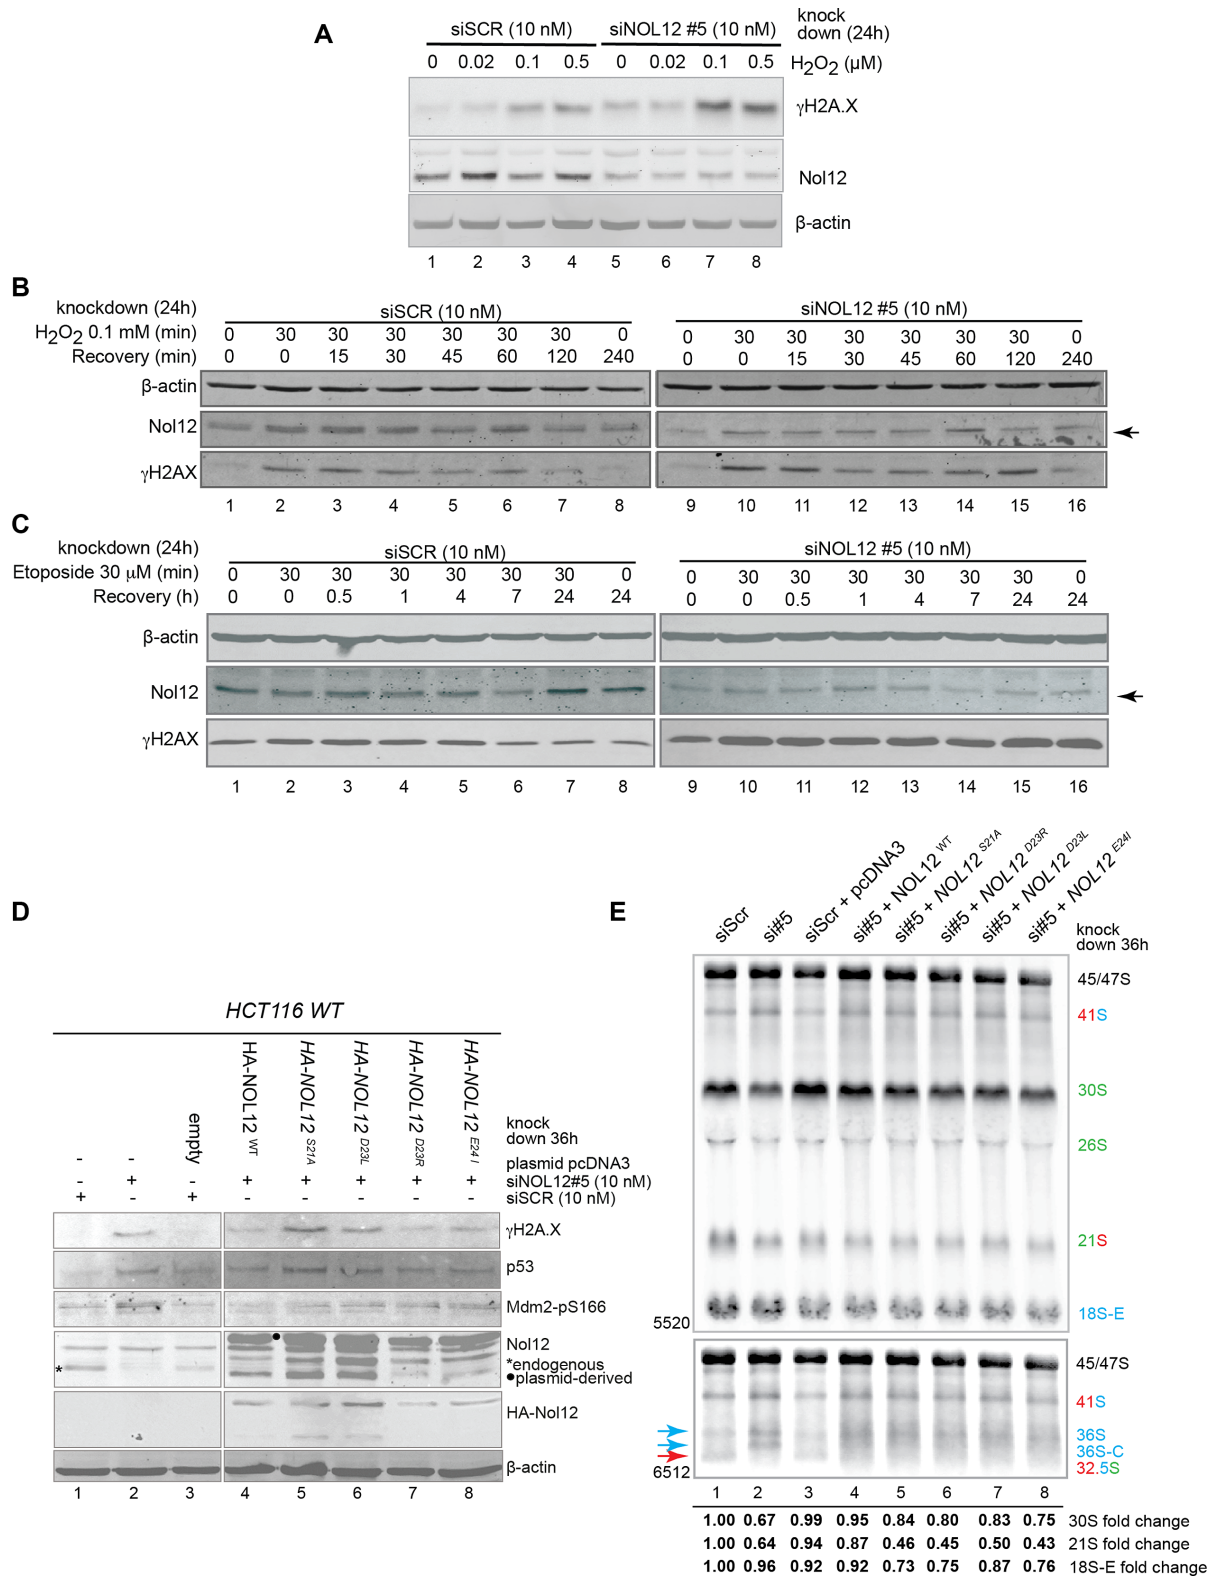 A
siSCR (10 nM) siNOL12 #5 (10 nM) knock down (24h)
0 0.02 0.1 0.5 0 0.02 0.1 0.5 H₂O₂ (μM)
γH2A.X
Nol12
β-actin
1 2 3 4 5 6 7 8
B
knockdown (24h) siSCR (10 nM) siNOL12 #5 (10 nM)
H₂O₂ 0.1 mM (min) 0 30 30 30 30 30 30 0 0 30 30 30 30 30 30 0
Recovery (min) 0 0 15 30 45 60 120 240 0 0 15 30 45 60 120 240
β-actin
Nol12
γH2AX
1 2 3 4 5 6 7 8 9 10 11 12 13 14 15 16
C
knockdown (24h) siSCR (10 nM) siNOL12 #5 (10 nM)
Etoposide 30 μM (min) 0 30 30 30 30 30 30 0 0 30 30 30 30 30 30 0
Recovery (h) 0 0 0.5 1 4 7 24 24 0 0 0.5 1 4 7 24 24
β-actin
Nol12
γH2AX
1 2 3 4 5 6 7 8 9 10 11 12 13 14 15 16
D
HCT116 WT
empty
HA-NOL12 WT
HA-NOL12 S21A
HA-NOL12 D23L
HA-NOL12 D23R
HA-NOL12 E24I
knock
down 36h
- - plasmid pcDNA3
- + - + + + + + siNOL12#5 (10 nM)
+ - + - - - - - siSCR (10 nM)
γH2A.X
p53
Mdm2-pS166
Nol12
* *endogenous
●plasmid-derived
HA-Nol12
β-actin
1 2 3 4 5 6 7 8
E
siScr
si#5
siScr + pcDNA3
si#5 + NOL12 WT
si#5 + NOL12 S21A
si#5 + NOL12 D23R
si#5 + NOL12 D23L
si#5 + NOL12 E24I
knock
down 36h
45/47S
41S
30S
26S
21S
18S-E
5520
45/47S
41S
36S
36S-C
32.5S
6512
1 2 3 4 5 6 7 8
1.00 0.67 0.99 0.95 0.84 0.80 0.83 0.75 30S fold change
1.00 0.64 0.94 0.87 0.46 0.45 0.50 0.43 21S fold change
1.00 0.96 0.92 0.92 0.73 0.75 0.87 0.76 18S-E fold change